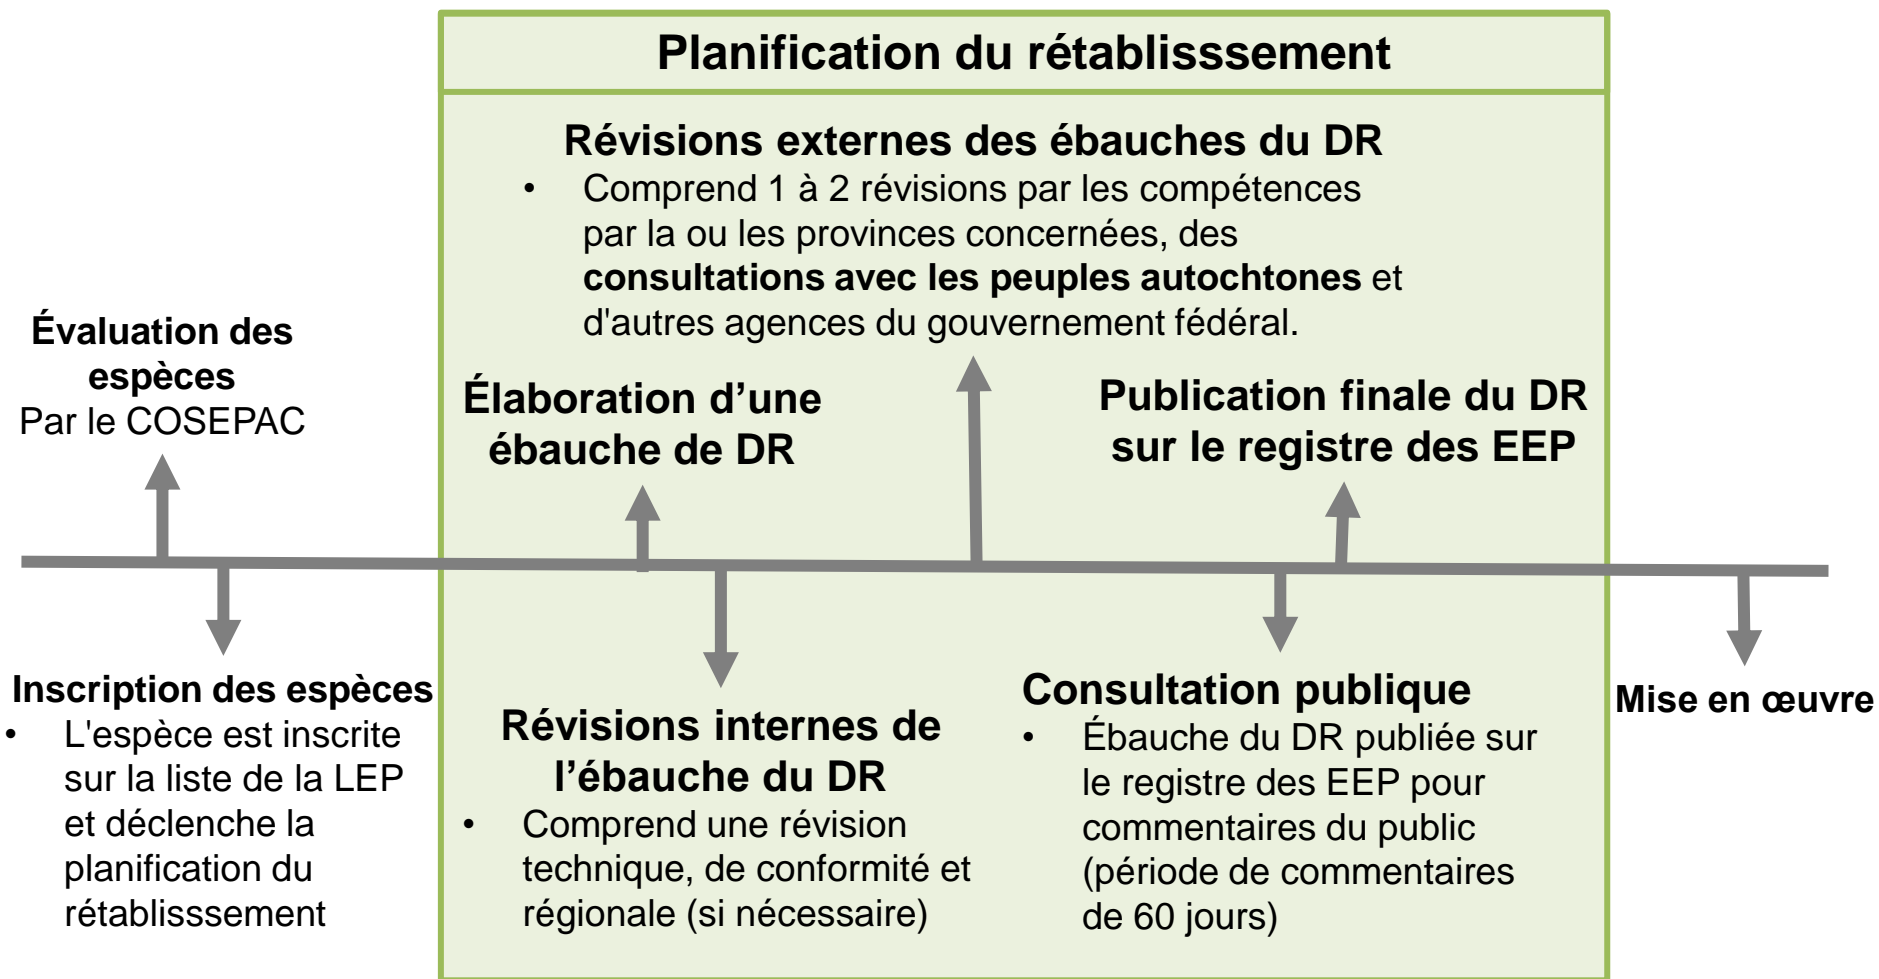 Planification du rétablisssement
Révisions externes des ébauches du DR
• Comprend 1 à 2 révisions par les compétences
par la ou les provinces concernées, des
consultations avec les peuples autochtones et
d'autres agences du gouvernement fédéral.
Évaluation des
espèces
Par le COSEPAC
Élaboration d’une
ébauche de DR
Publication finale du DR
sur le registre des EEP
Inscription des espèces
• L'espèce est inscrite
sur la liste de la LEP
et déclenche la
planification du
rétablisssement
Révisions internes de
l’ébauche du DR
• Comprend une révision
technique, de conformité et
régionale (si nécessaire)
Consultation publique
• Ébauche du DR publiée sur
le registre des EEP pour
commentaires du public
(période de commentaires
de 60 jours)
Mise en œuvre